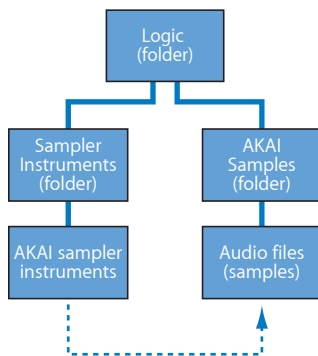 Logic
(folder)
Sampler
Instruments
(folder)
AKAI
Samples
(folder)
AKAI sampler
instruments
Audio files
(samples)